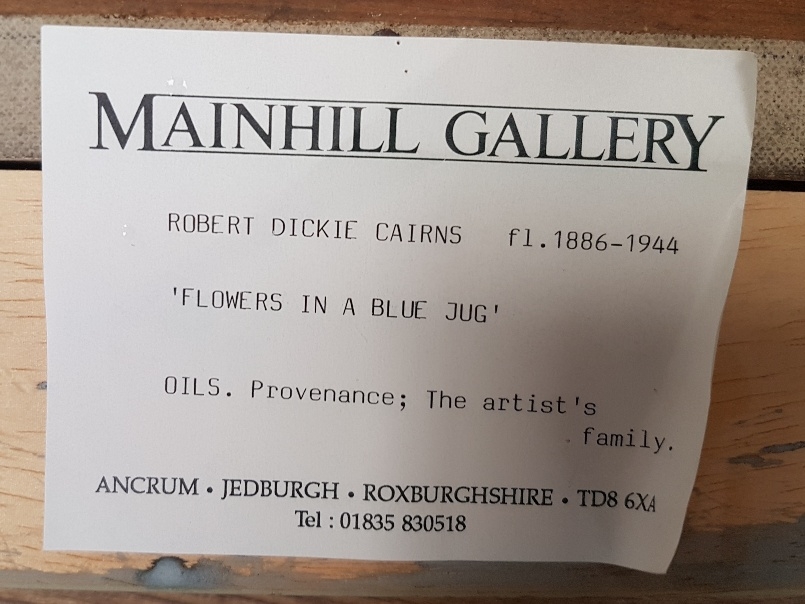 MAINHILL GALLERY
ROBERT DICKIE CAIRNS fl.1886-1944
'FLOWERS IN A BLUE JUG'
OILS. Provenance; The artist's
family.
ANCRUM • JEDBURGH • ROXBURGHSHIRE • TD8 6XA
Tel : 01835 830518